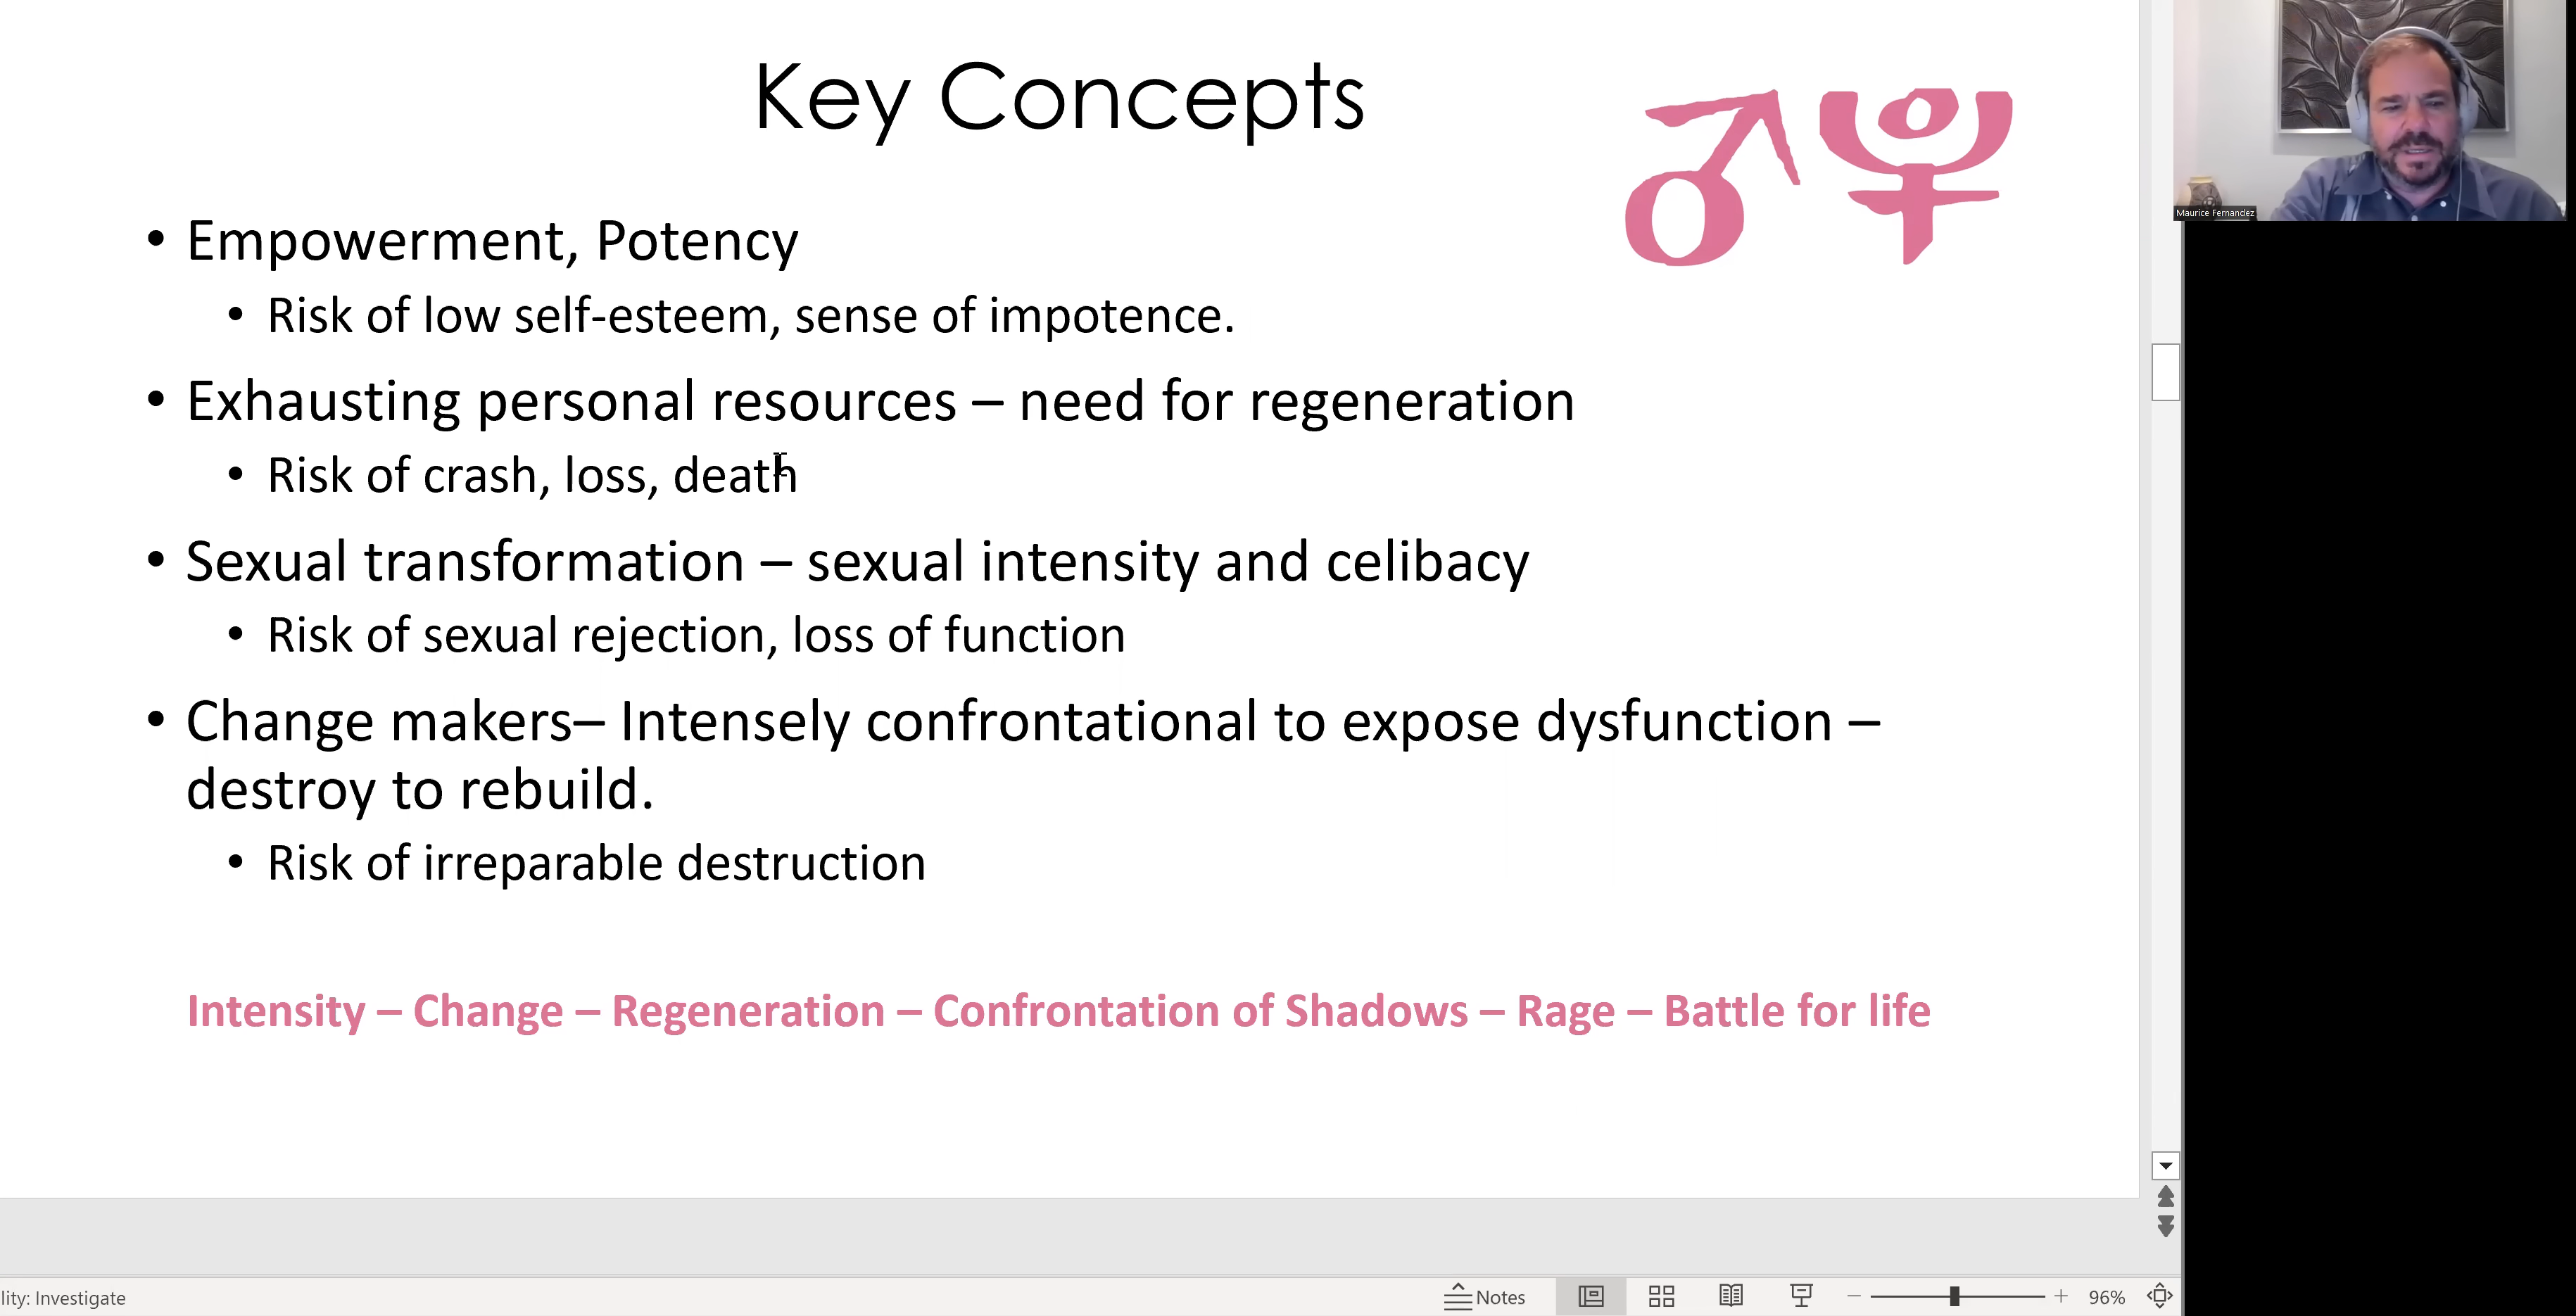 Key Concepts
Maurice Fernandez
• Empowerment, Potency
• Risk of low self-esteem, sense of impotence.
• Exhausting personal resources – need for regeneration
• Risk of crash, loss, death
• Sexual transformation – sexual intensity and celibacy
• Risk of sexual rejection, loss of function
• Change makers– Intensely confrontational to expose dysfunction –
destroy to rebuild.
• Risk of irreparable destruction
Intensity – Change – Regeneration – Confrontation of Shadows – Rage – Battle for life
lity: Investigate
Notes
96%